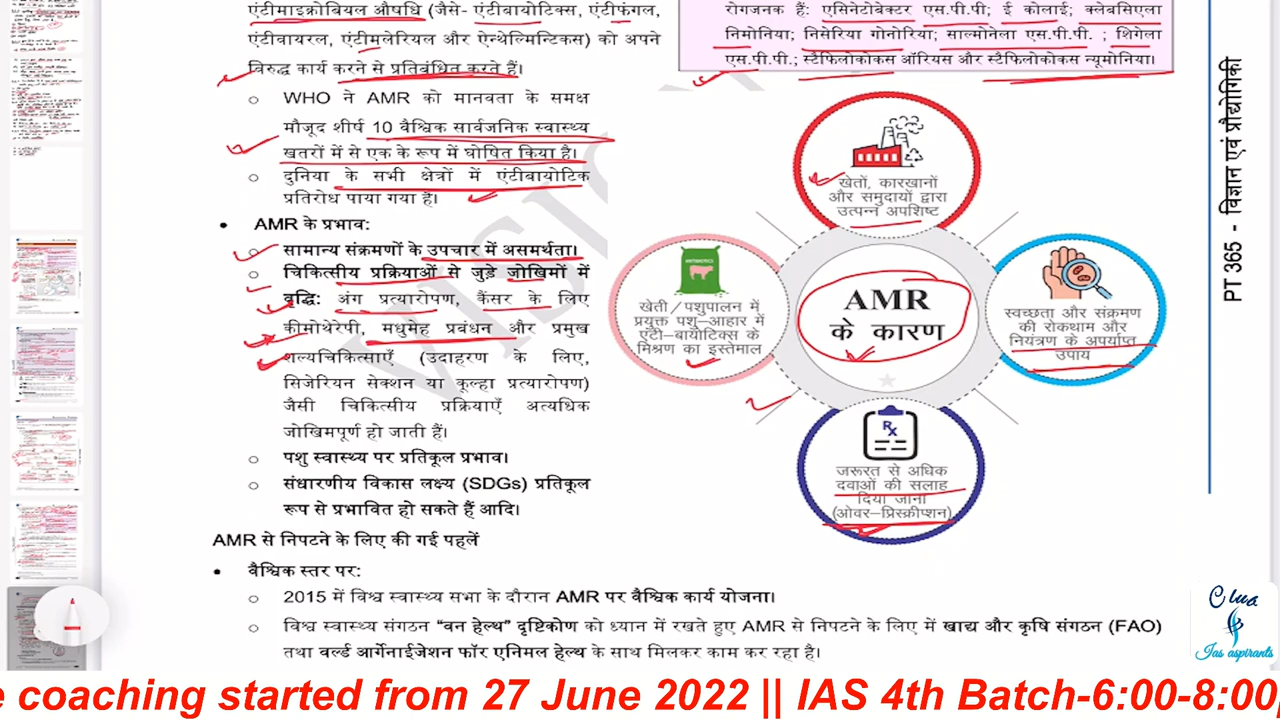 एंटीमाइक्रोबियल औषधि (जैसे- एंटीबायोटिक्स, एंटीफंगल,
एंटीवायरल, एंटीमलेरियल और ऐन्थेल्मिन्टिकस) को अपने
विरुद्ध कार्य करने से प्रतिबंधित करते हैं।
○ WHO ने AMR को मानवता के समक्ष
मौजूद शीर्ष 10 वैश्विक सार्वजनिक स्वास्थ्य
खतरों में से एक के रूप में घोषित किया है।
○ दुनिया के सभी क्षेत्रों में एंटीबायोटिक
प्रतिरोध पाया गया है।
• AMR के प्रभाव:
○ सामान्य संक्रमणों के उपचार में असमर्थता।
○ चिकित्सीय प्रक्रियाओं से जुड़े जोखिमों में
वृद्धि: अंग प्रत्यारोपण, कैंसर के लिए
कीमोथेरेपी, मधुमेह प्रबंधन और प्रमुख
शल्यचिकित्साएँ (उदाहरण के लिए,
सिजेरियन सेक्शन या कूल्हा प्रत्यारोपण)
जैसी चिकित्सीय प्रक्रियाऐं अत्यधिक
जोखिमपूर्ण हो जाती हैं।
○ पशु स्वास्थ्य पर प्रतिकूल प्रभाव।
○ संधारणीय विकास लक्ष्य (SDGs) प्रतिकूल
रूप से प्रभावित हो सकते हैं आदि।
रोगजनक हैं: एसिनेटोबेक्टर एस.पी.पी; ई कोलाई; क्लेबसिएला
निमोनिया; निसेरिया गोनोरिया; साल्मोनेला एस.पी.पी. ; शिगेला
एस.पी.पी.; स्टैफिलोकोकस ऑरियस और स्टैफिलोकोकस न्यूमोनिया।
खेतों, कारखानों
और समुदायों द्वारा
उत्पन्न अपशिष्ट
ANTIBIOTICS
खेती/पशुपालन में
प्रयुक्त पशु–आहार में
एंटी–बायोटिक्स के
मिश्रण का इस्तेमाल
AMR
के कारण
स्वच्छता और संक्रमण
की रोकथाम और
नियंत्रण के अपर्याप्त
उपाय
RX
जरूरत से अधिक
दवाओं की सलाह
दिया जाना
(ओवर–प्रिस्क्रीप्शन)
AMR से निपटने के लिए की गई पहलें
• वैश्विक स्तर पर:
○ 2015 में विश्व स्वास्थ्य सभा के दौरान AMR पर वैश्विक कार्य योजना।
○ विश्व स्वास्थ्य संगठन "वन हेल्थ" दृष्टिकोण को ध्यान में रखते हुए AMR से निपटने के लिए में खाद्य और कृषि संगठन (FAO)
तथा वर्ल्ड आर्गेनाईजेशन फॉर एनिमल हेल्थ के साथ मिलकर काम कर रहा है।
PT 365 - विज्ञान एवं प्रौद्योगिकी
Ias aspirants
e coaching started from 27 June 2022 || IAS 4th Batch-6:00-8:00p